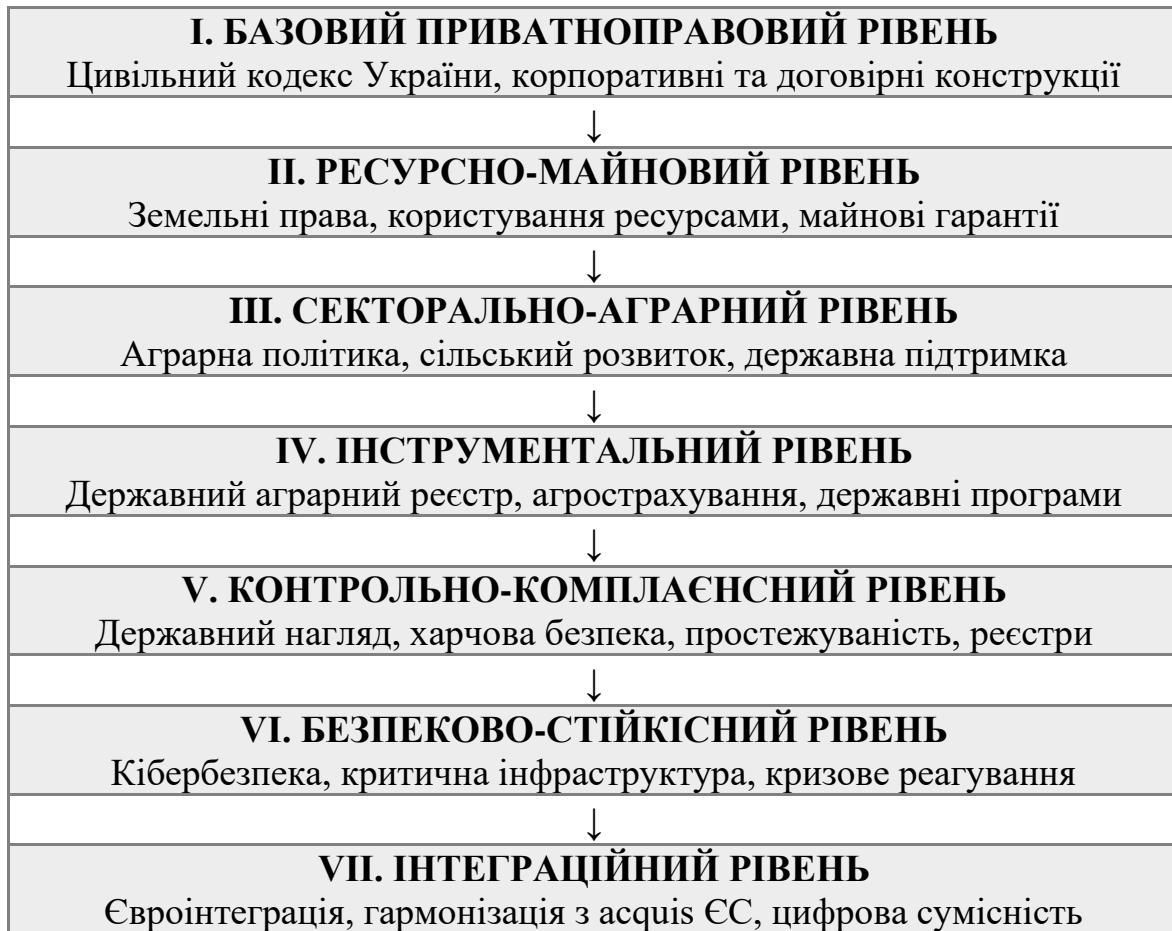 I. БАЗОВИЙ ПРИВАТНОПРАВОВИЙ РІВЕНЬ
Цивільний кодекс України, корпоративні та договірні конструкції
↓
II. РЕСУРСНО-МАЙНОВИЙ РІВЕНЬ
Земельні права, користування ресурсами, майнові гарантії
↓
III. СЕКТОРАЛЬНО-АГРАРНИЙ РІВЕНЬ
Аграрна політика, сільський розвиток, державна підтримка
↓
IV. ІНСТРУМЕНТАЛЬНИЙ РІВЕНЬ
Державний аграрний реєстр, агрострахування, державні програми
↓
V. КОНТРОЛЬНО-КОМПЛАЄНСНИЙ РІВЕНЬ
Державний нагляд, харчова безпека, простежуваність, реєстри
↓
VI. БЕЗПЕКОВО-СТІЙКІСНИЙ РІВЕНЬ
Кібербезпека, критична інфраструктура, кризове реагування
↓
VII. ІНТЕГРАЦІЙНИЙ РІВЕНЬ
Євроінтеграція, гармонізація з acquis ЄС, цифрова сумісність